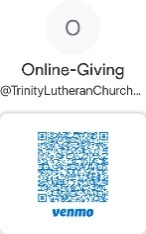 O
Online-Giving
@TrinityLutheranChurch...
venmo